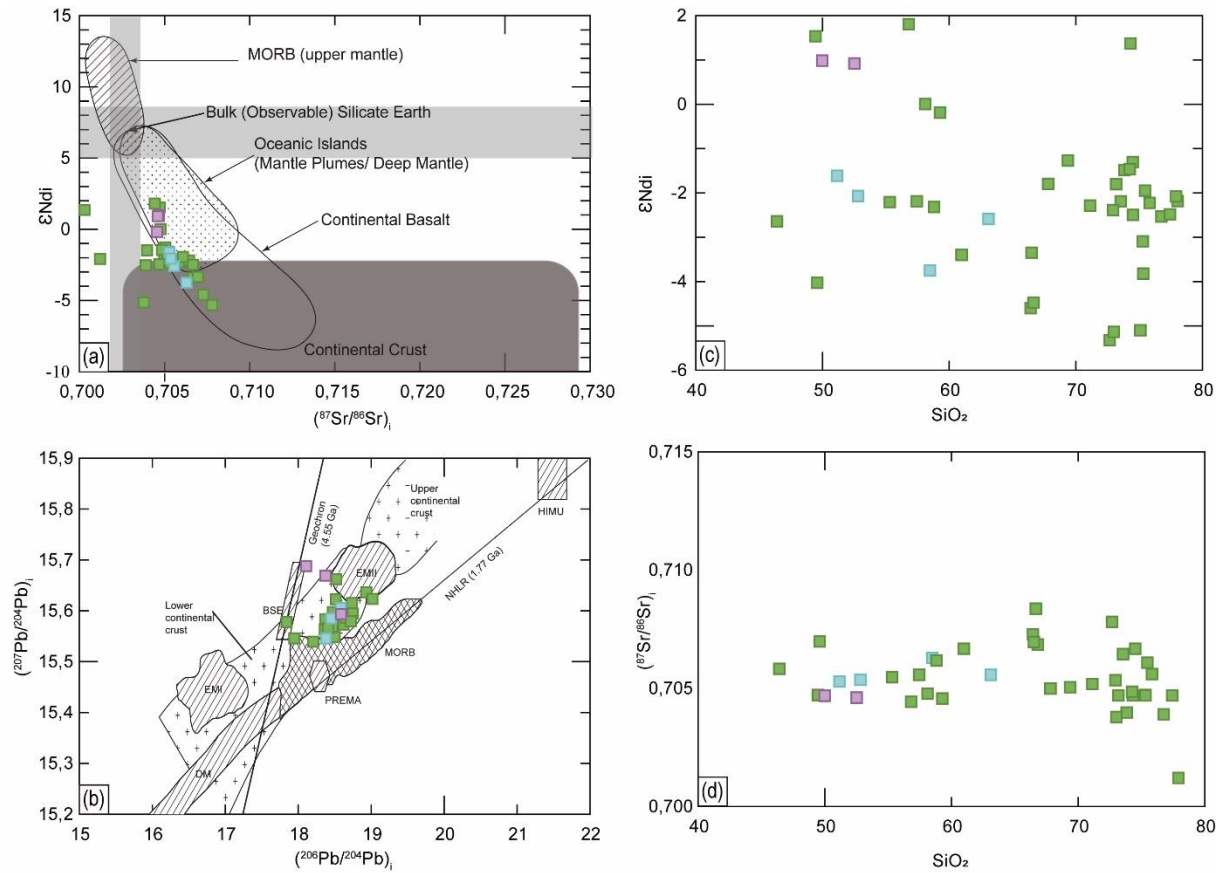 15
10
5
0
-5
-10
εNdi
MORB (upper mantle)
Bulk (Observable) Silicate Earth
Oceanic Islands
(Mantle Plumes/ Deep Mantle)
Continental Basalt
Continental Crust
(a)
0,700
0,705
0,710
0,715
0,720
0,725
0,730
(⁸⁷Sr/⁸⁶Sr)ᵢ
2
0
-2
-4
-6
εNdi
(c)
40
50
60
70
80
SiO₂
15,9
15,8
15,7
15,6
15,5
15,4
15,3
15,2
(²⁰⁷Pb/²⁰⁴Pb)ᵢ
Geochron
(4.55 Ga)
Upper
continental
crust
HIMU
EMII
NHLR (1.77 Ga)
BSE
Lower
continental
crust
MORB
EMI
PREMA
DM
(b)
15
16
17
18
19
20
21
22
(²⁰⁶Pb/²⁰⁴Pb)ᵢ
0,715
0,710
0,705
0,700
(⁸⁷Sr/⁸⁶Sr)ᵢ
(d)
40
50
60
70
80
SiO₂